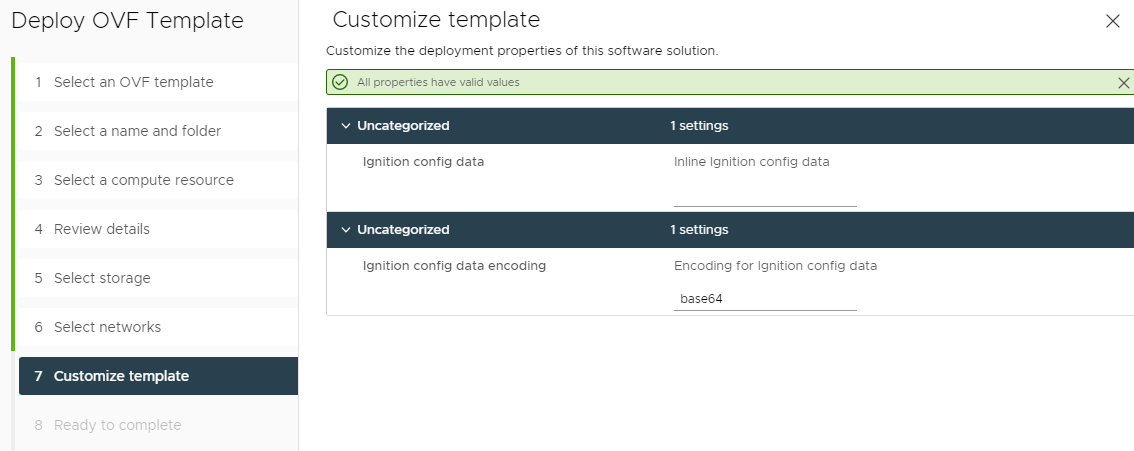 Deploy OVF Template
1 Select an OVF template
2 Select a name and folder
3 Select a compute resource
4 Review details
5 Select storage
6 Select networks
7 Customize template
8 Ready to complete
Customize template
Customize the deployment properties of this software solution.
All properties have valid values
Uncategorized 1 settings
Ignition config data Inline Ignition config data
Uncategorized 1 settings
Ignition config data encoding Encoding for Ignition config data
base64